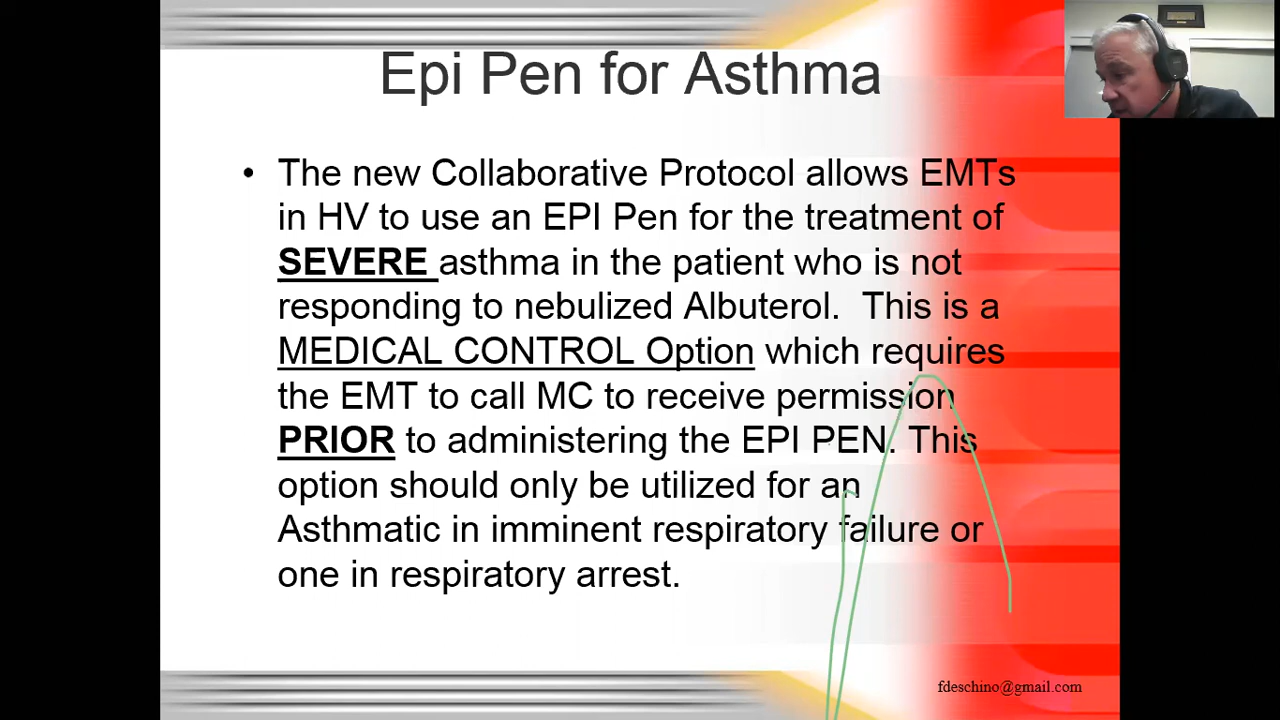 Epi Pen for Asthma
• The new Collaborative Protocol allows EMTs
in HV to use an EPI Pen for the treatment of
SEVERE asthma in the patient who is not
responding to nebulized Albuterol.  This is a
MEDICAL CONTROL Option which requires
the EMT to call MC to receive permission
PRIOR to administering the EPI PEN. This
option should only be utilized for an
Asthmatic in imminent respiratory failure or
one in respiratory arrest.
fdeschino@gmail.com